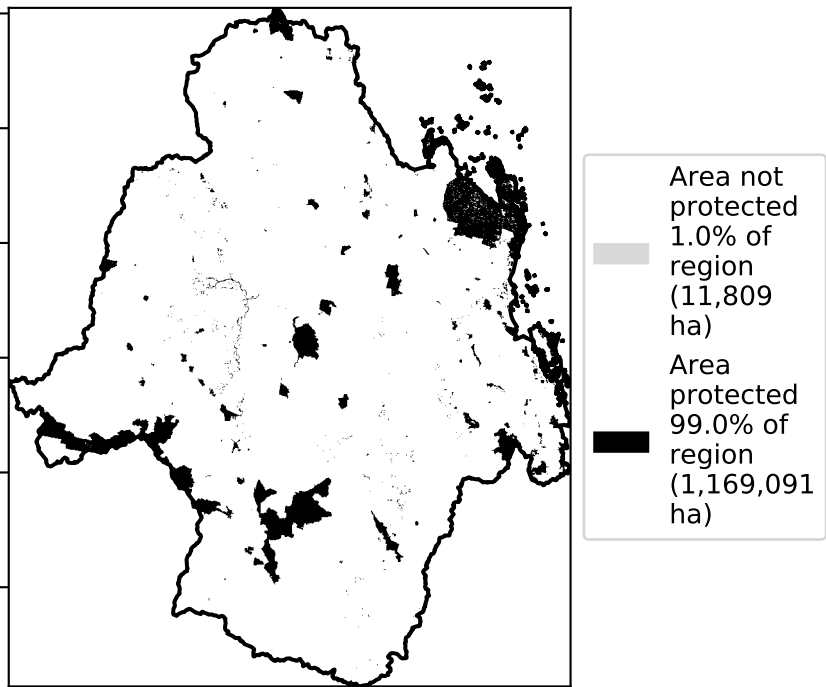 Area not
protected
1.0% of
region
(11,809
ha)
Area
protected
99.0% of
region
(1,169,091
ha)